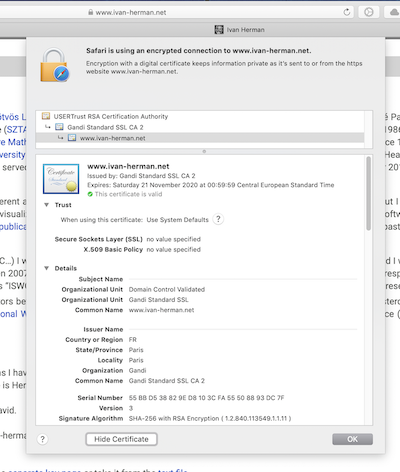 www.ivan-herman.net
Ivan Herman
Safari is using an encrypted connection to www.ivan-herman.net.
Encryption with a digital certificate keeps information private as it's sent to or from the https
website www.ivan-herman.net.
USERTrust RSA Certification Authority
Gandi Standard SSL CA 2
www.ivan-herman.net
www.ivan-herman.net
Issued by: Gandi Standard SSL CA 2
Expires: Saturday 21 November 2020 at 00:59:59 Central European Standard Time
This certificate is valid
Trust
When using this certificate: Use System Defaults ?
Secure Sockets Layer (SSL) no value specified
X.509 Basic Policy no value specified
Details
Subject Name
Organizational Unit Domain Control Validated
Organizational Unit Gandi Standard SSL
Common Name www.ivan-herman.net
Issuer Name
Country or Region FR
State/Province Paris
Locality Paris
Organization Gandi
Common Name Gandi Standard SSL CA 2
Serial Number 55 BB D5 38 82 9E D8 10 3C FA 55 50 88 93 DC 7F
Version 3
Signature Algorithm SHA-256 with RSA Encryption ( 1.2.840.113549.1.1.11 )
? Hide Certificate OK